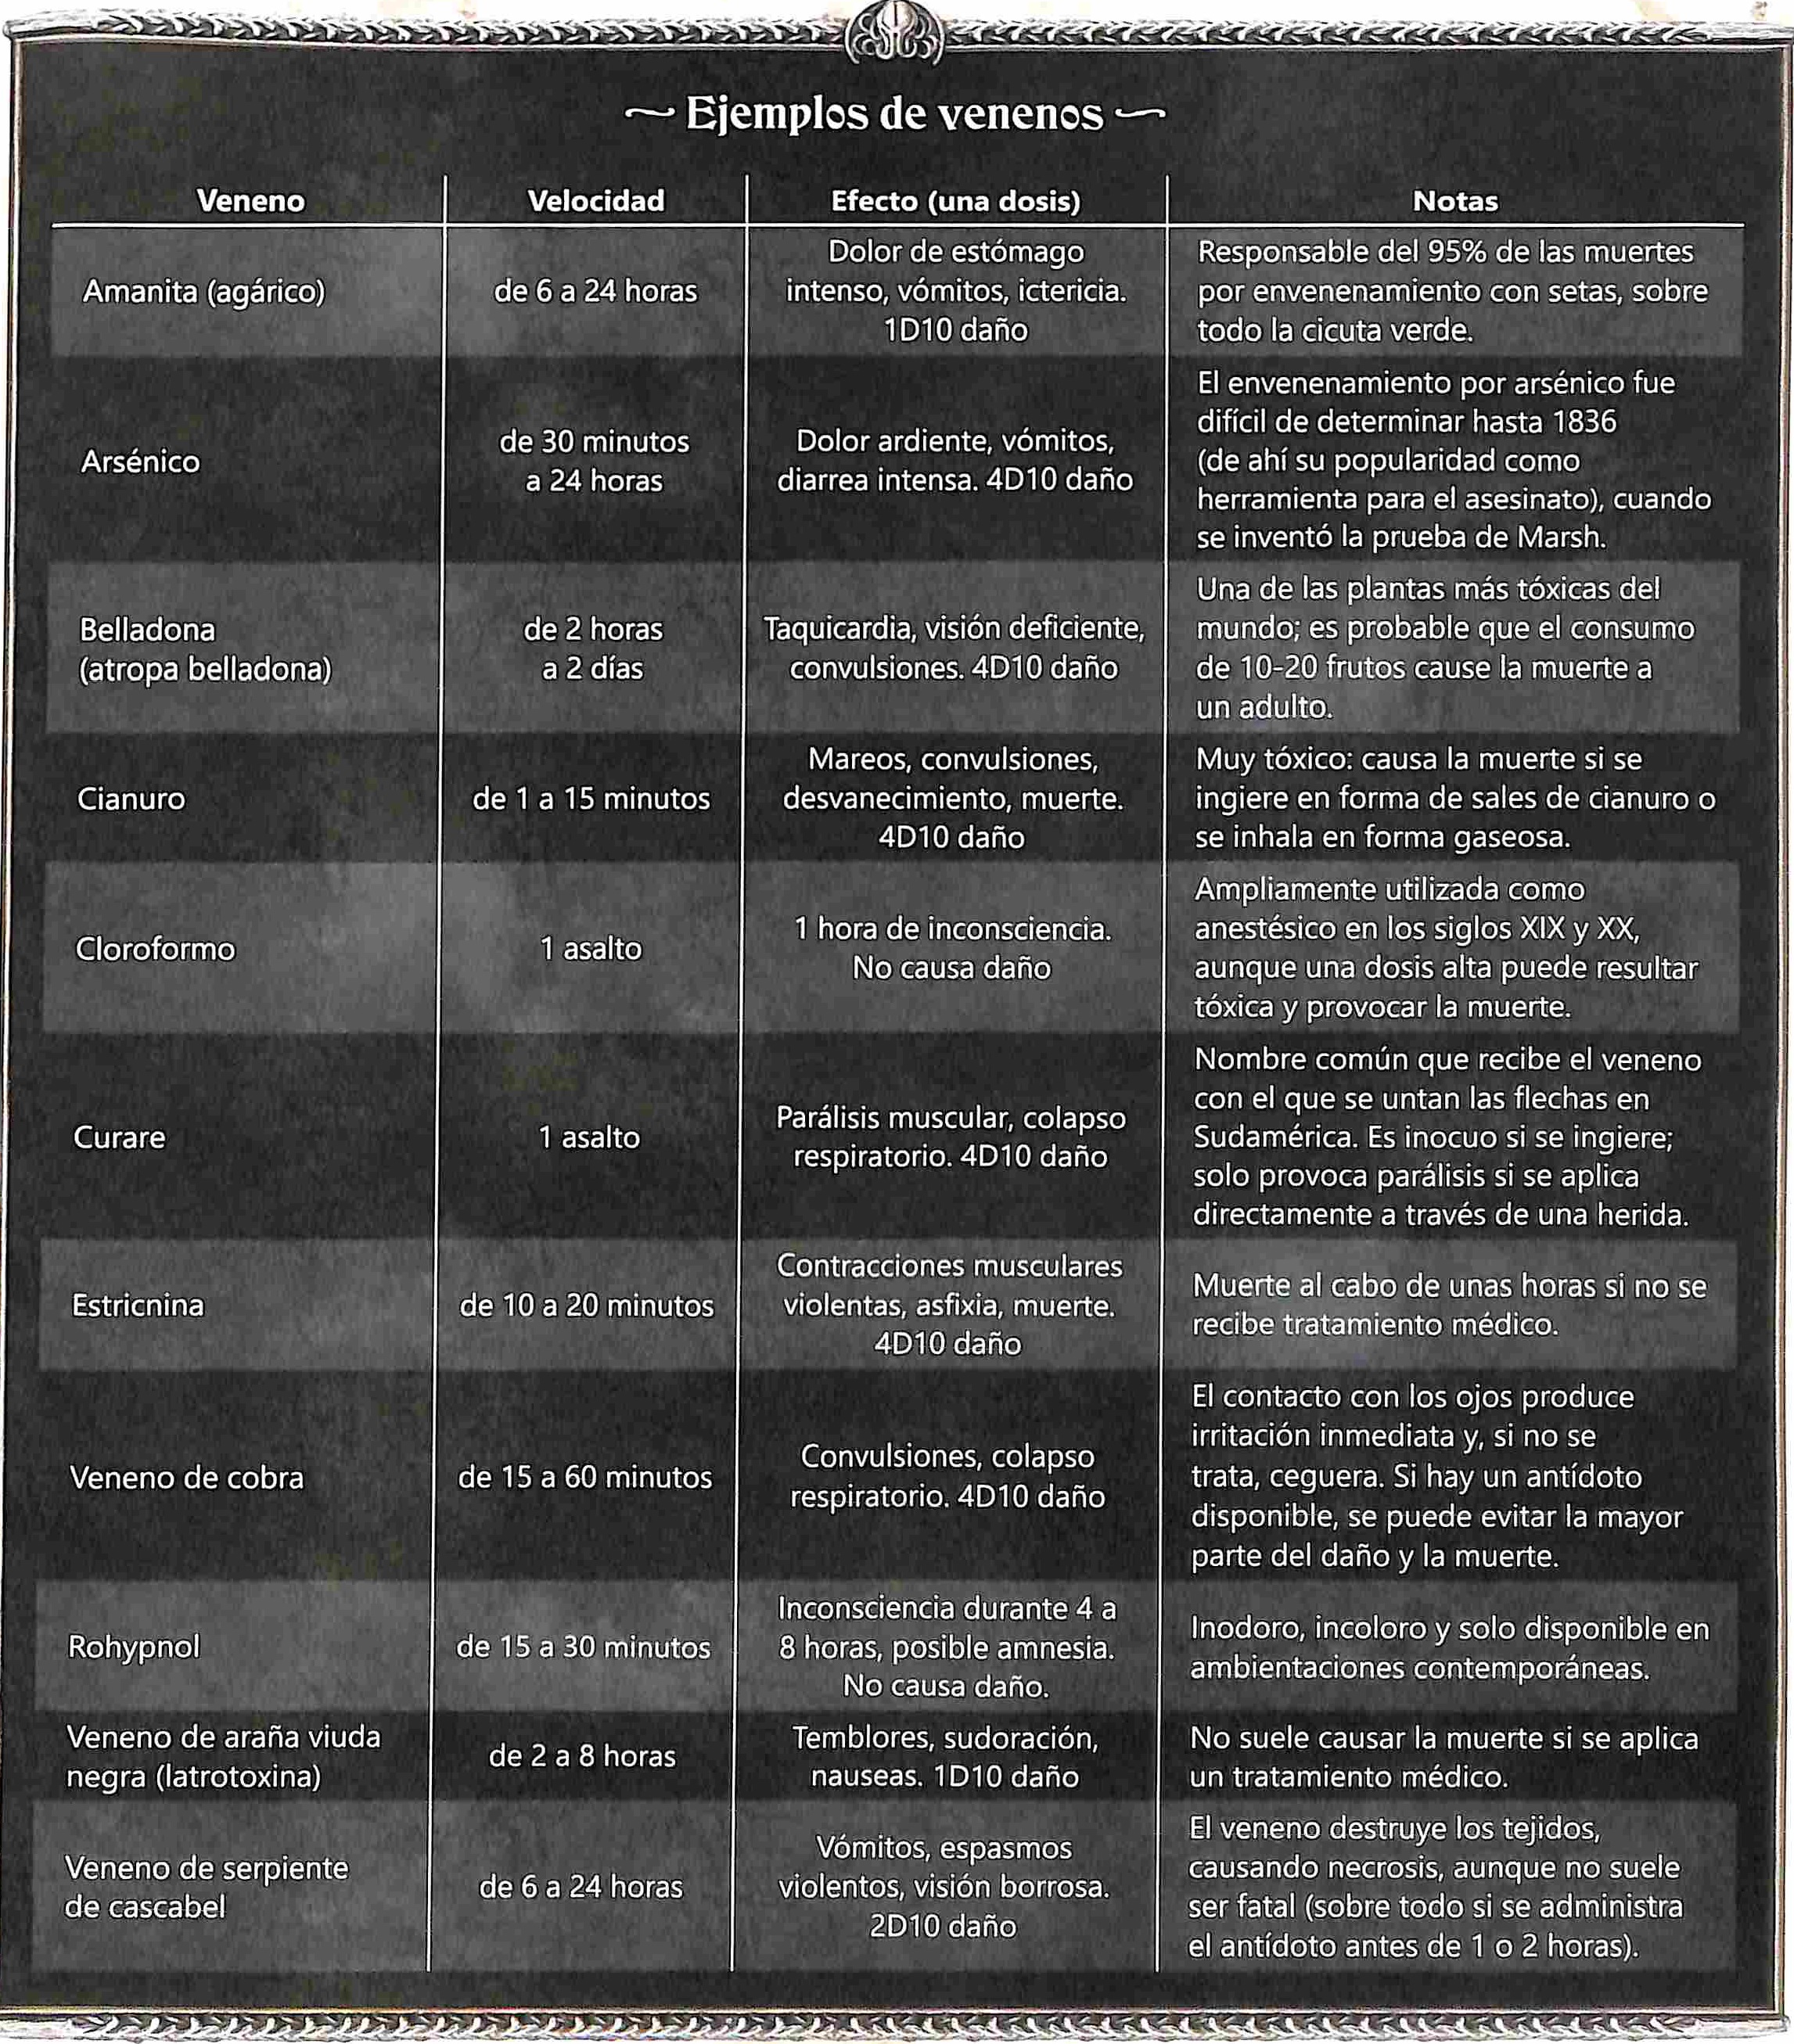 Ejemplos de venenos
Veneno Velocidad Efecto (una dosis) Notas
Amanita (agárico)
de 6 a 24 horas
Dolor de estómago
intenso, vómitos, ictericia.
1D10 daño
Responsable del 95% de las muertes
por envenenamiento con setas, sobre
todo la cicuta verde.
Arsénico
de 30 minutos
a 24 horas
Dolor ardiente, vómitos,
diarrea intensa. 4D10 daño
El envenenamiento por arsénico fue
difícil de determinar hasta 1836
(de ahí su popularidad como
herramienta para el asesinato), cuando
se inventó la prueba de Marsh.
Belladona
(atropa belladona)
de 2 horas
a 2 días
Taquicardia, visión deficiente,
convulsiones. 4D10 daño
Una de las plantas más tóxicas del
mundo; es probable que el consumo
de 10-20 frutos cause la muerte a
un adulto.
Cianuro
de 1 a 15 minutos
Mareos, convulsiones,
desvanecimiento, muerte.
4D10 daño
Muy tóxico: causa la muerte si se
ingiere en forma de sales de cianuro o
se inhala en forma gaseosa.
Cloroformo
1 asalto
1 hora de inconsciencia.
No causa daño
Ampliamente utilizada como
anestésico en los siglos XIX y XX,
aunque una dosis alta puede resultar
tóxica y provocar la muerte.
Curare
1 asalto
Parálisis muscular, colapso
respiratorio. 4D10 daño
Nombre común que recibe el veneno
con el que se untan las flechas en
Sudamérica. Es inocuo si se ingiere;
solo provoca parálisis si se aplica
directamente a través de una herida.
Estricnina
de 10 a 20 minutos
Contracciones musculares
violentas, asfixia, muerte.
4D10 daño
Muerte al cabo de unas horas si no se
recibe tratamiento médico.
Veneno de cobra
de 15 a 60 minutos
Convulsiones, colapso
respiratorio. 4D10 daño
El contacto con los ojos produce
irritación inmediata y, si no se
trata, ceguera. Si hay un antídoto
disponible, se puede evitar la mayor
parte del daño y la muerte.
Rohypnol
de 15 a 30 minutos
Inconsciencia durante 4 a
8 horas, posible amnesia.
No causa daño.
Inodoro, incoloro y solo disponible en
ambientaciones contemporáneas.
Veneno de araña viuda
negra (latrotoxina)
de 2 a 8 horas
Temblores, sudoración,
nauseas. 1D10 daño
No suele causar la muerte si se aplica
un tratamiento médico.
Veneno de serpiente
de cascabel
de 6 a 24 horas
Vómitos, espasmos
violentos, visión borrosa.
2D10 daño
El veneno destruye los tejidos,
causando necrosis, aunque no suele
ser fatal (sobre todo si se administra
el antídoto antes de 1 o 2 horas).